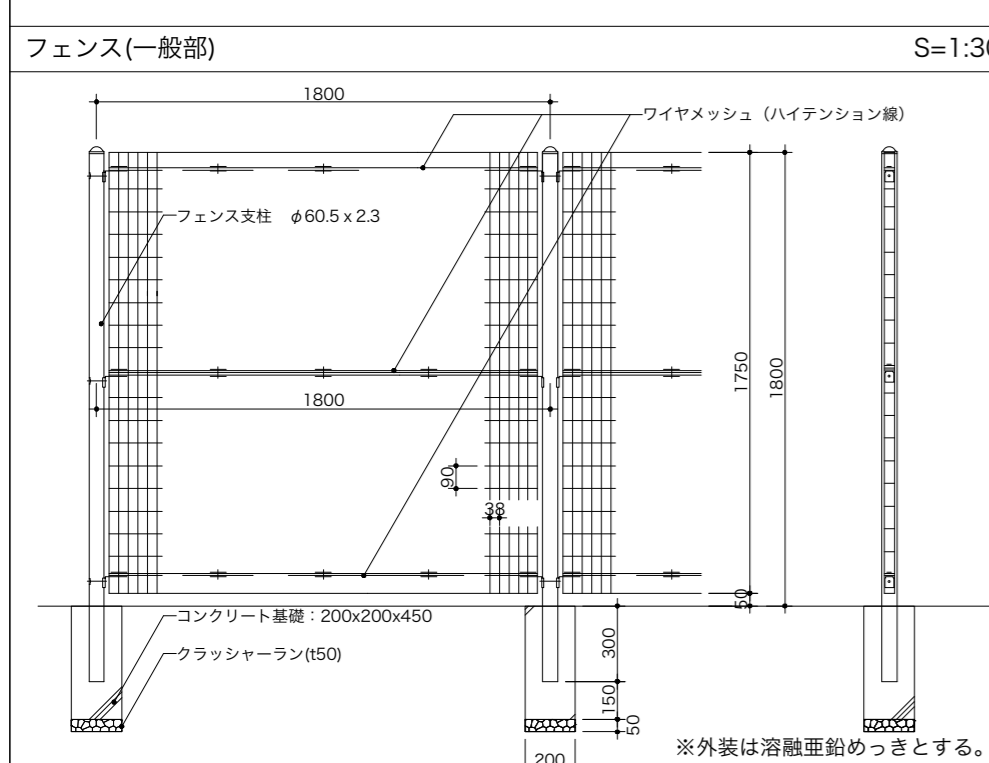 フェンス(一般部)
S=1:30
1800
ワイヤメッシュ（ハイテンション線）
フェンス支柱 φ60.5 x 2.3
1750
1800
1800
90
38
50
コンクリート基礎：200x200x450
クラッシャーラン(t50)
300
150
50
200
※外装は溶融亜鉛めっきとする。